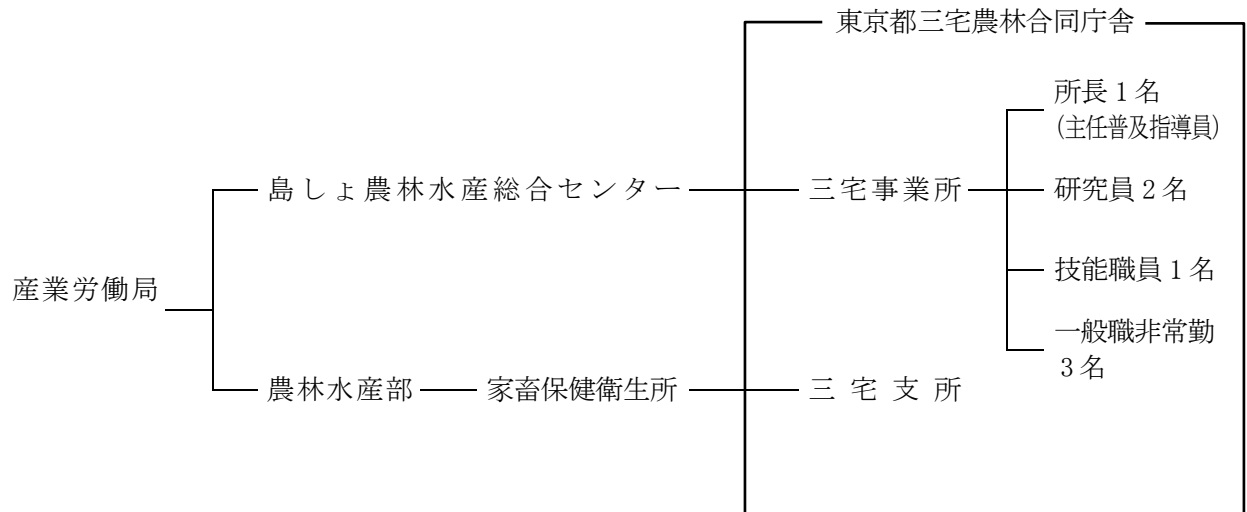 東京都三宅農林合同庁舎
所長1名
(主任普及指導員)
島しょ農林水産総合センター
三宅事業所
研究員2名
技能職員1名
産業労働局
一般職非常勤
3名
農林水産部
家畜保健衛生所
三宅支所